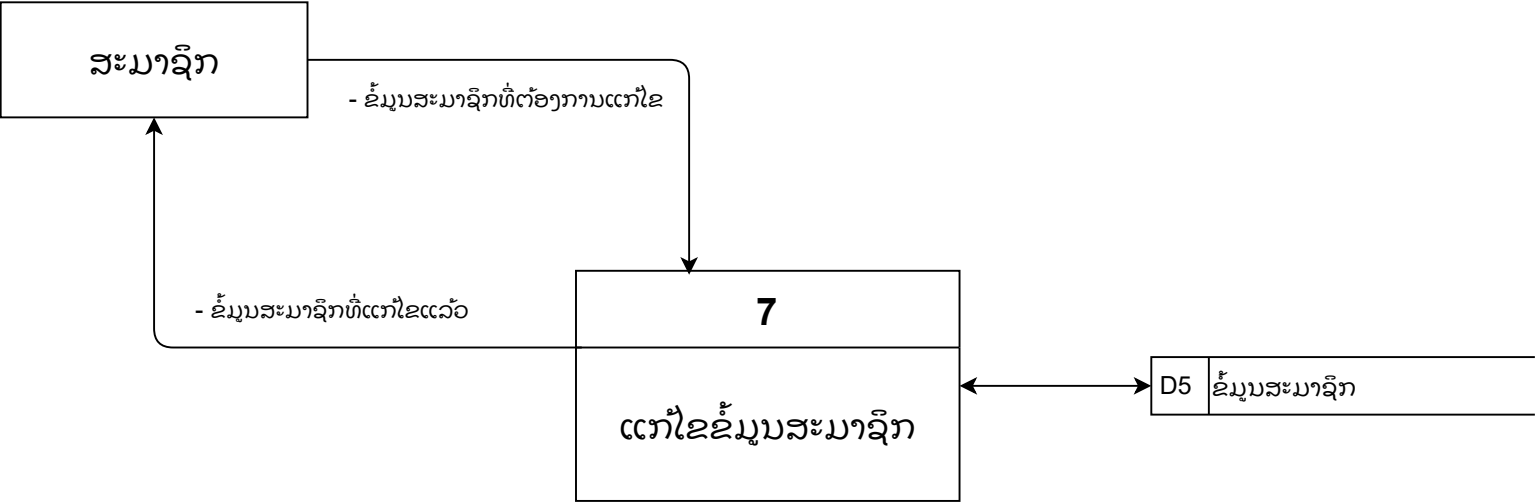 ສະມາຊິກ
- ຂໍ້ມູນສະມາຊິກທີ່ຕ້ອງການແກ້ໄຂ
- ຂໍ້ມູນສະມາຊິກທີ່ແກ້ໄຂແລ້ວ
7
D5 ຂໍ້ມູນສະມາຊິກ
ແກ້ໄຂຂໍ້ມູນສະມາຊິກ